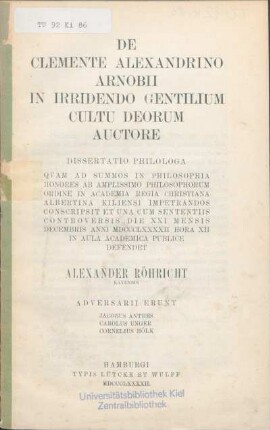 TU 92 KA 86
DE
CLEMENTE ALEXANDRINO
ARNOBII
IN IRRIDENDO GENTILIUM
CULTU DEORUM
AUCTORE
DISSERTATIO PHILOLOGA
QUAM AD SUMMOS IN PHILOSOPHIA
HONORES AB AMPLISSIMO PHILOSOPHORUM
ORDINE IN ACADEMIA REGIA CHRISTIANA
ALBERTINA KILIENSI IMPETRANDOS
CONSCRIPSIT ET UNA CUM SENTENTIIS
CONTROVERSIS DIE XXI MENSIS
DECEMBRIS ANNI MDCCCLXXXXII HORA XII
IN AULA ACADEMICA PUBLICE
DEFENDET
ALEXANDER RÖHRICHT
ADVERSARII ERUNT
JACOBUS ANTHES
CAROLUS UNGER
CORNELIUS HÖLK
HAMBURGI
TYPIS LÜTCKE ET WULFF
MDCCCLXXXXII.
Universitätsbibliothek Kiel
Zentralbibliothek